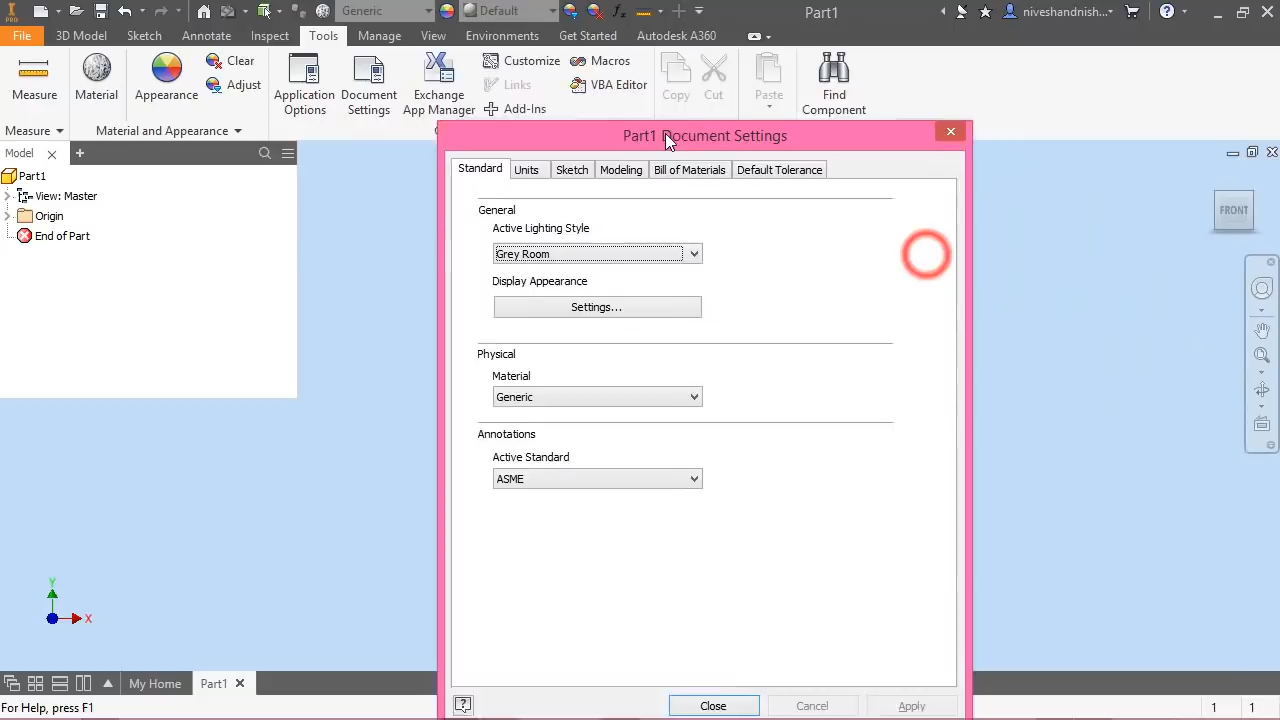 PRO
Generic
Default
Part1
niveshandnish...
File
3D Model
Sketch
Annotate
Inspect
Tools
Manage
View
Environments
Get Started
Autodesk A360
Measure
Material
Appearance
Clear
Adjust
Application Options
Document Settings
Exchange App Manager
Customize
Links
Add-Ins
Macros
VBA Editor
Copy
Cut
Paste
Find Component
Measure
Material and Appearance
Model
Part1
View: Master
Origin
End of Part
Part1 Document Settings
Standard
Units
Sketch
Modeling
Bill of Materials
Default Tolerance
General
Active Lighting Style
Grey Room
Display Appearance
Settings...
Physical
Material
Generic
Annotations
Active Standard
ASME
Close
Cancel
Apply
FRONT
Y
X
My Home
Part1
For Help, press F1
1
1